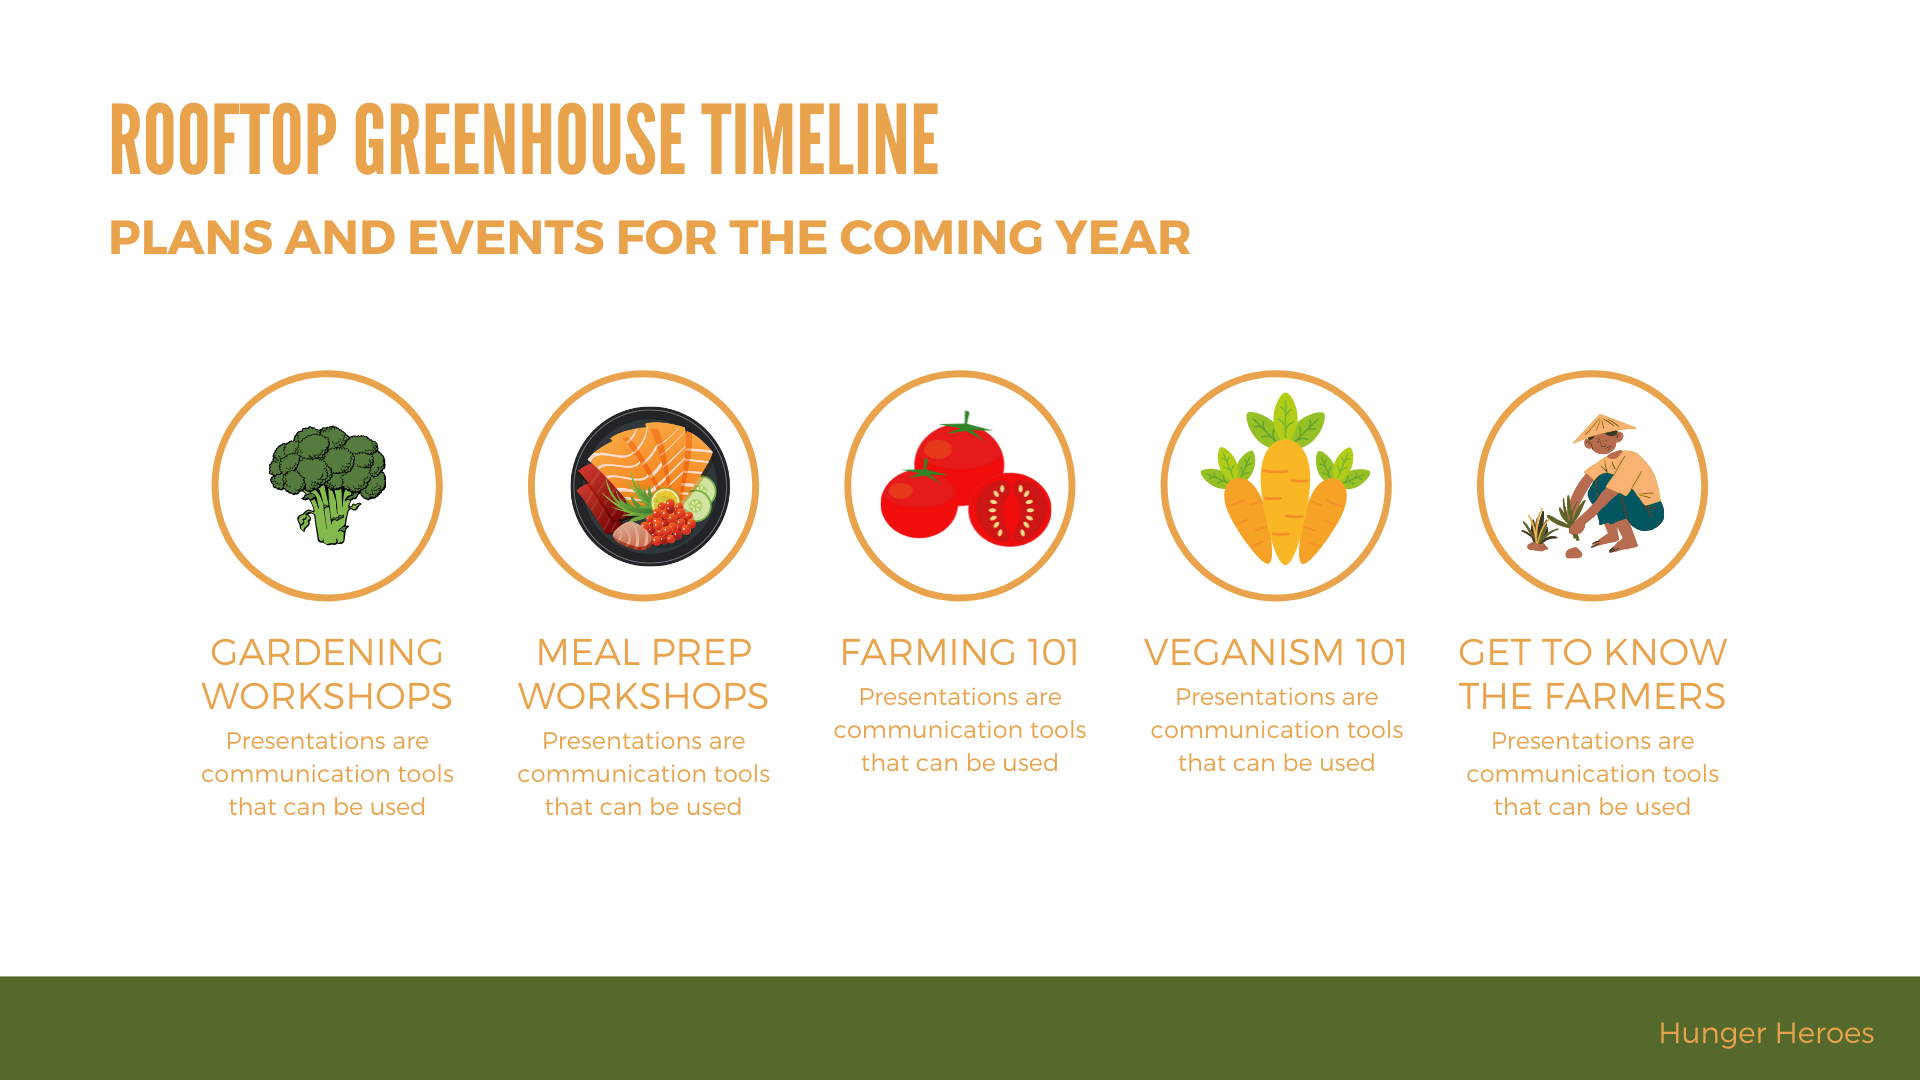 ROOFTOP GREENHOUSE TIMELINE
PLANS AND EVENTS FOR THE COMING YEAR
GARDENING
WORKSHOPS
Presentations are
communication tools
that can be used
MEAL PREP
WORKSHOPS
Presentations are
communication tools
that can be used
FARMING 101
Presentations are
communication tools
that can be used
VEGANISM 101
Presentations are
communication tools
that can be used
GET TO KNOW
THE FARMERS
Presentations are
communication tools
that can be used
Hunger Heroes